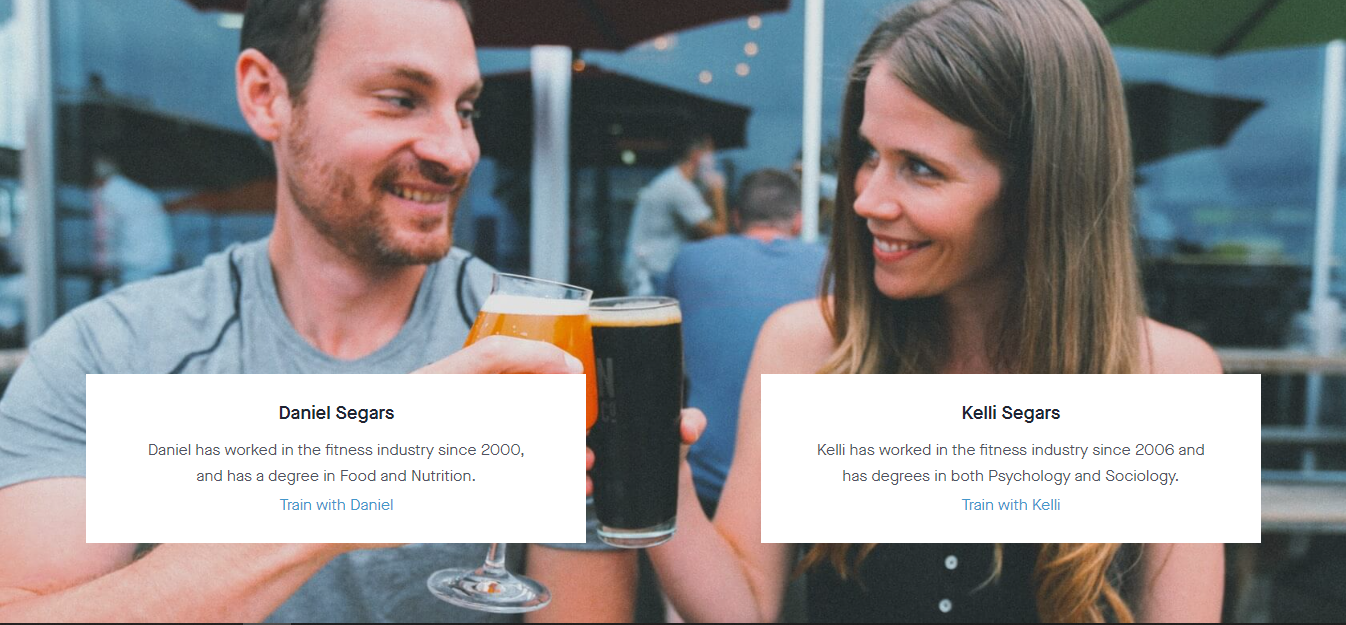 Daniel Segars
Daniel has worked in the fitness industry since 2000,
and has a degree in Food and Nutrition.
Train with Daniel
Kelli Segars
Kelli has worked in the fitness industry since 2006 and
has degrees in both Psychology and Sociology.
Train with Kelli